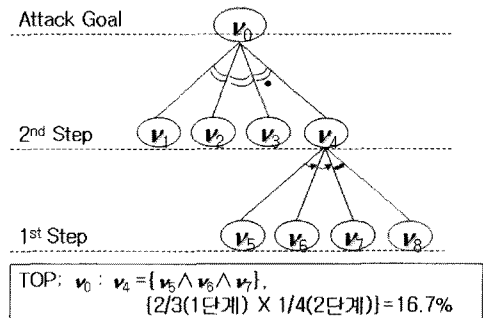 Attack Goal
ν₀
2nd Step
ν₁ ν₂ ν₃ ν₄
ν₅ ν₆ ν₇ ν₈
1st Step
TOP: ν₀ : ν₄ ={ν₅∧ν₆∧ν₇},
{2/3(1단계) X 1/4(2단계)}=16.7%